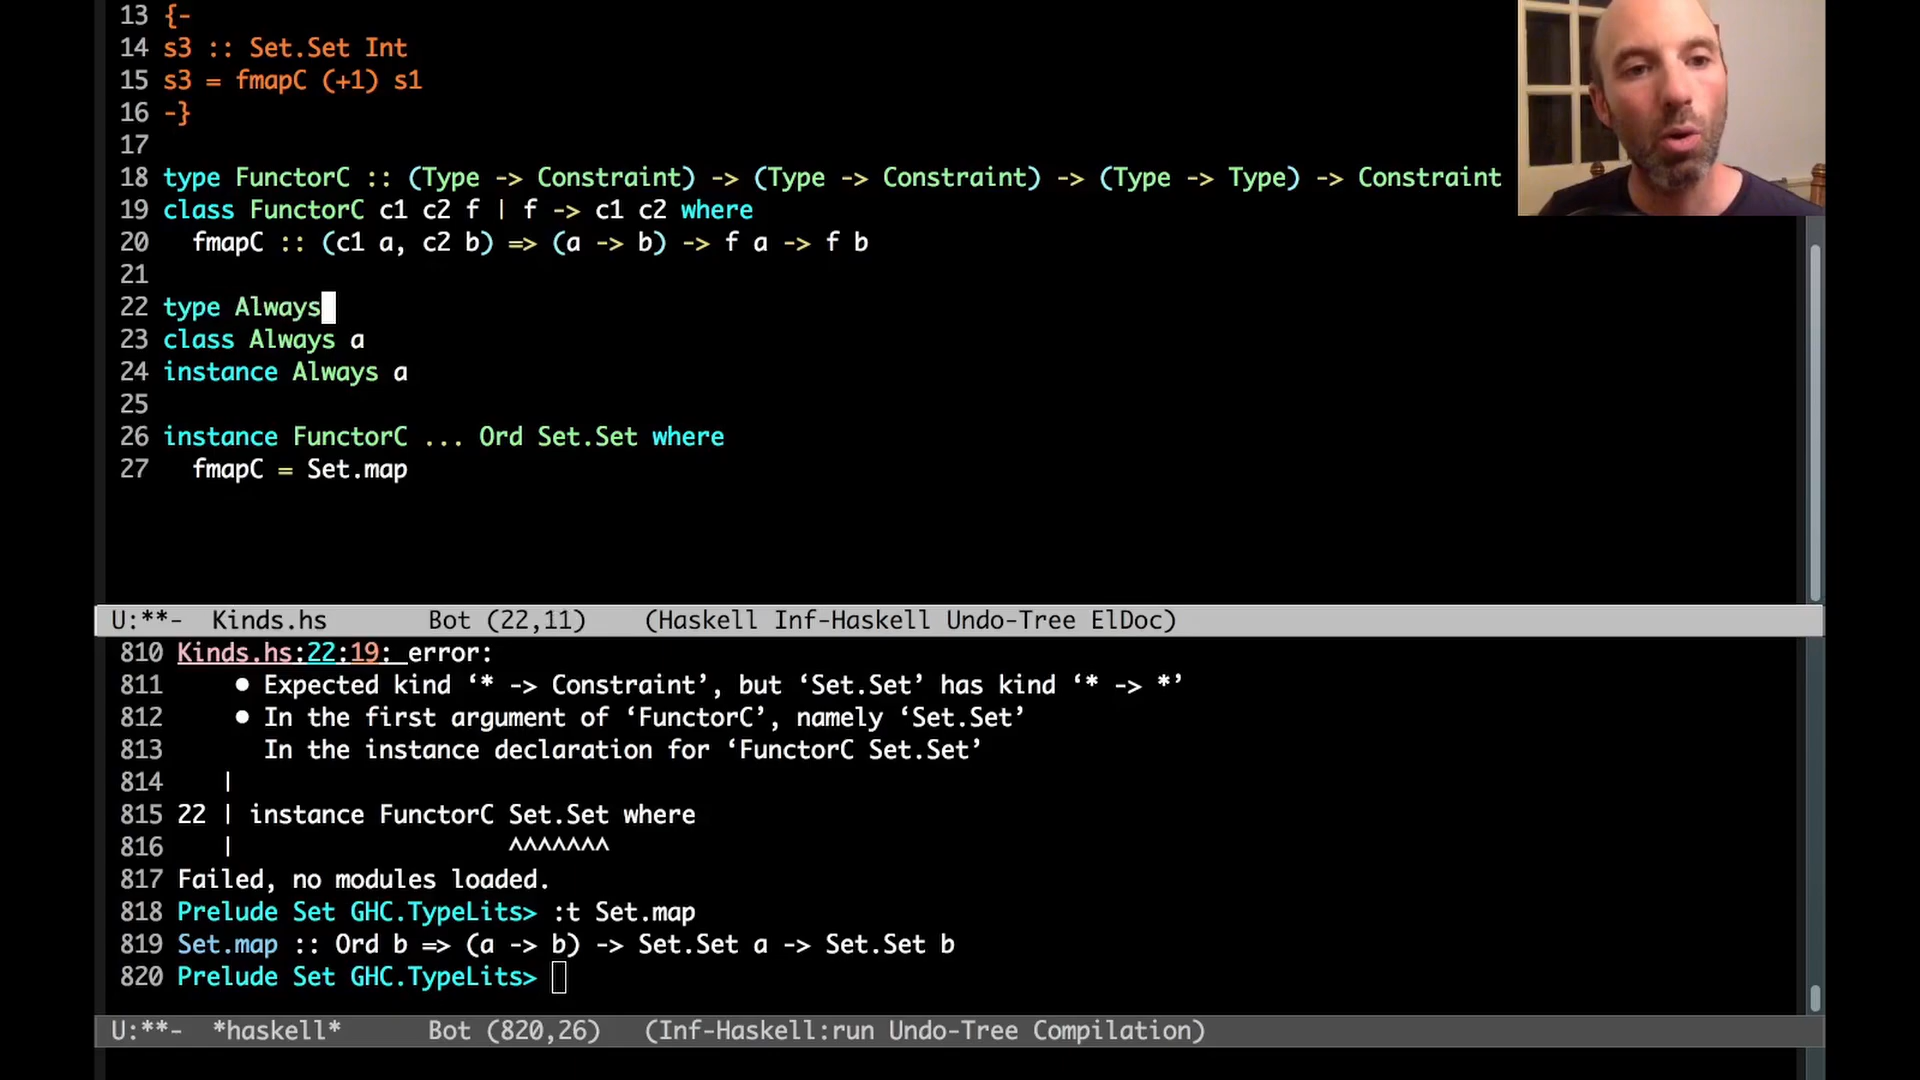 13 {-
14 s3 :: Set.Set Int
15 s3 = fmapC (+1) s1
16 -}
17
18 type FunctorC :: (Type -> Constraint) -> (Type -> Constraint) -> (Type -> Type) -> Constraint
19 class FunctorC c1 c2 f | f -> c1 c2 where
20   fmapC :: (c1 a, c2 b) => (a -> b) -> f a -> f b
21
22 type Always
23 class Always a
24 instance Always a
25
26 instance FunctorC ... Ord Set.Set where
27   fmapC = Set.map
U:**-  Kinds.hs       Bot (22,11)    (Haskell Inf-Haskell Undo-Tree ElDoc)
810 Kinds.hs:22:19: error:
811     • Expected kind ‘* -> Constraint’, but ‘Set.Set’ has kind ‘* -> *’
812     • In the first argument of ‘FunctorC’, namely ‘Set.Set’
813       In the instance declaration for ‘FunctorC Set.Set’
814    |
815 22 | instance FunctorC Set.Set where
816    |                   ^^^^^^^
817 Failed, no modules loaded.
818 Prelude Set GHC.TypeLits> :t Set.map
819 Set.map :: Ord b => (a -> b) -> Set.Set a -> Set.Set b
820 Prelude Set GHC.TypeLits>
U:**-  *haskell*      Bot (820,26)   (Inf-Haskell:run Undo-Tree Compilation)